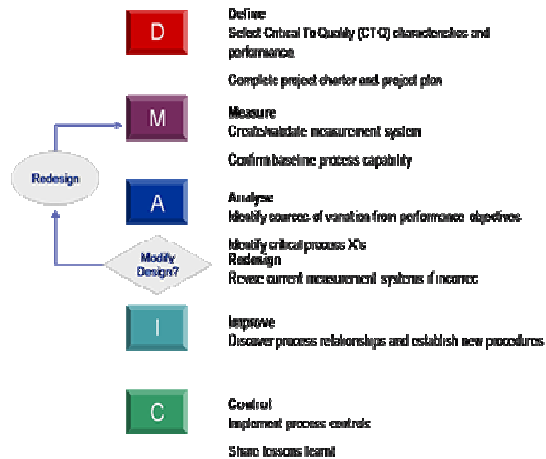 D
Define
Select Critical To Quality (CTQ) characteristics and
performance
Complete project charter and project plan
M
Measure
Create/validate measurement system
Confirm baseline process capability
Redesign
A
Analyse
Identify sources of variation from performance objectives
Identify critical process X's
Modify
Design?
Redesign
Revise current measurement systems if incorrect
I
Improve
Discover process relationships and establish new procedures
C
Control
Implement process controls
Share lessons learnt